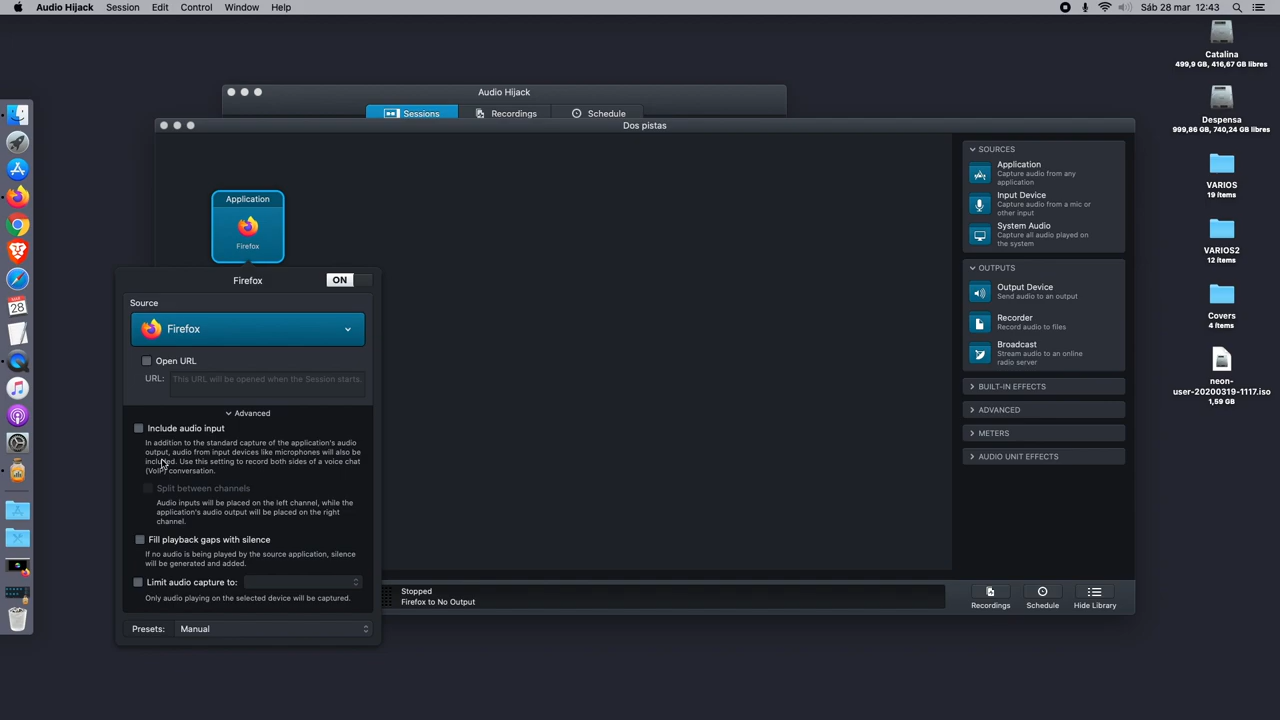 Audio Hijack Session Edit Control Window Help Sáb 28 mar 12:43
Catalina
499,9 GB, 416,67 GB libres
Despensa
999,86 GB, 740,24 GB libres
VARIOS
19 ítems
VARIOS2
12 ítems
Covers
4 ítems
neon-
user-20200319-1117.iso
1,59 GB
28
Audio Hijack
Sessions Recordings Schedule
Dos pistas
Application
Firefox
Firefox ON
Source
Firefox
Open URL
URL: This URL will be opened when the Session starts.
Advanced
Include audio input
In addition to the standard capture of the application's audio
output, audio from input devices like microphones will also be
included. Use this setting to record both sides of a voice chat
(VoIP) conversation.
Split between channels
Audio inputs will be placed on the left channel, while the
application's audio output will be placed on the right
channel.
Fill playback gaps with silence
If no audio is being played by the source application, silence
will be generated and added.
Limit audio capture to:
Only audio playing on the selected device will be captured.
Presets: Manual
SOURCES
Application
Capture audio from any
application
Input Device
Capture audio from a mic or
other input
System Audio
Capture all audio played on
the system
OUTPUTS
Output Device
Send audio to an output
Recorder
Record audio to files
Broadcast
Stream audio to an online
radio server
BUILT-IN EFFECTS
ADVANCED
METERS
AUDIO UNIT EFFECTS
Stopped
Firefox to No Output
Recordings Schedule Hide Library